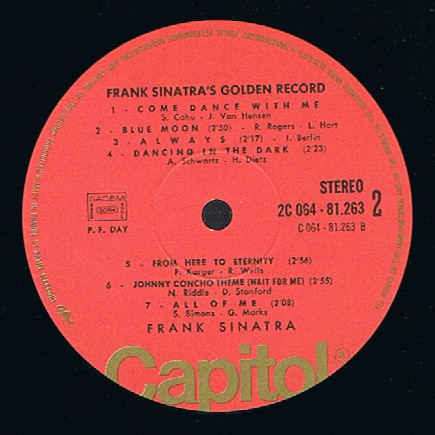 FRANK SINATRA'S GOLDEN RECORD
1 - COME DANCE WITH ME
S. Cahu - J. Van Hensen
2 - BLUE MOON (2'50) - R. Rogers - L. Hart
3 - ALWAYS (2'17) - I. Berlin
4 - DANCING IN THE DARK (2'23)
A. Schwartz - H. Dietz
SACEM
P. F. DAY
STEREO
2C 064 - 81.263 2
C 064 - 81.263 B
5 - FROM HERE TO ETERNITY (2'56)
F. Karger - R. Wells
6 - JOHNNY CONCHO THEME (WAIT FOR ME) (2'55)
N. Riddle - D. Stanford
7 - ALL OF ME (2'08)
S. Simons - G. Marks
FRANK SINATRA
Capitol ®